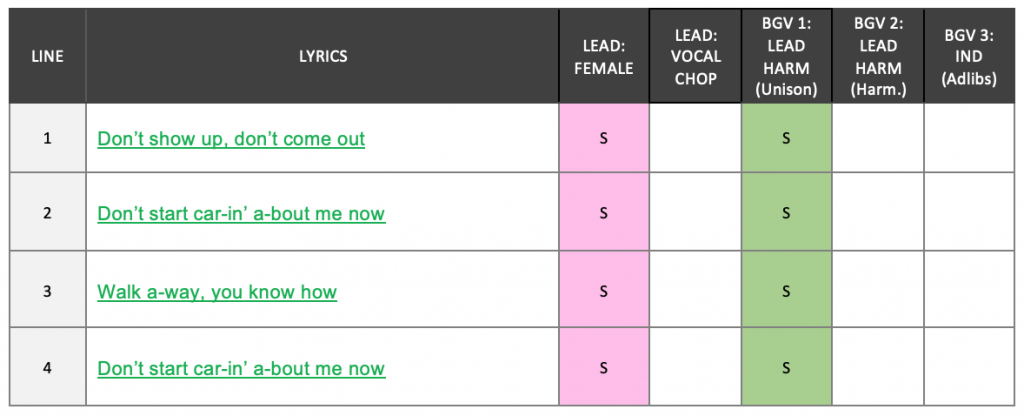 LINE
LYRICS
LEAD:
FEMALE
LEAD:
VOCAL
CHOP
BGV 1:
LEAD
HARM
(Unison)
BGV 2:
LEAD
HARM
(Harm.)
BGV 3:
IND
(Adlibs)
1 Don’t show up, don’t come out S S
2 Don’t start car-in’ a-bout me now S S
3 Walk a-way, you know how S S
4 Don’t start car-in’ a-bout me now S S